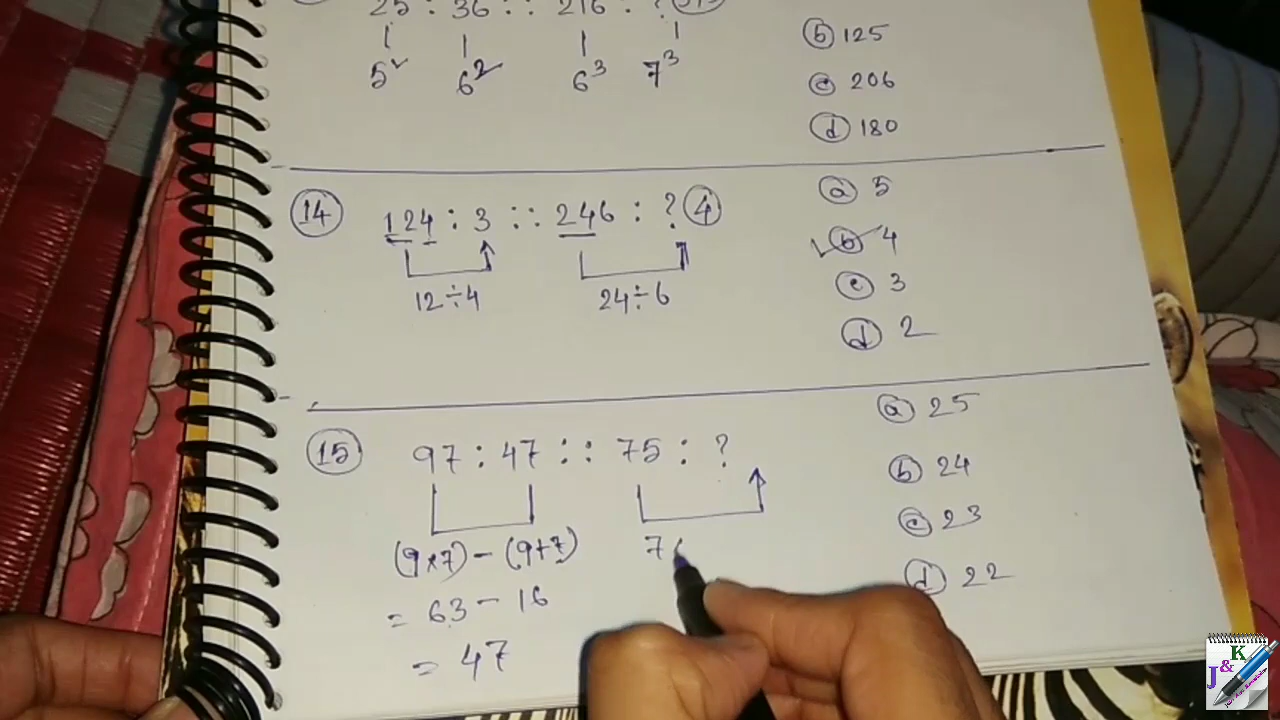 25 : 36 : : 216 : ?
5² 6² 6³ 7³
ⓑ 125
ⓒ 206
ⓓ 180
⑭ 124 : 3 : : 246 : ? ④
12÷4 24÷6
ⓐ 5
ⓑ 4
ⓒ 3
ⓓ 2
⑮ 97 : 47 : : 75 : ?
(9×7) - (9+7) 7
= 63 - 16
= 47
ⓐ 25
ⓑ 24
ⓒ 23
ⓓ 22
J&K